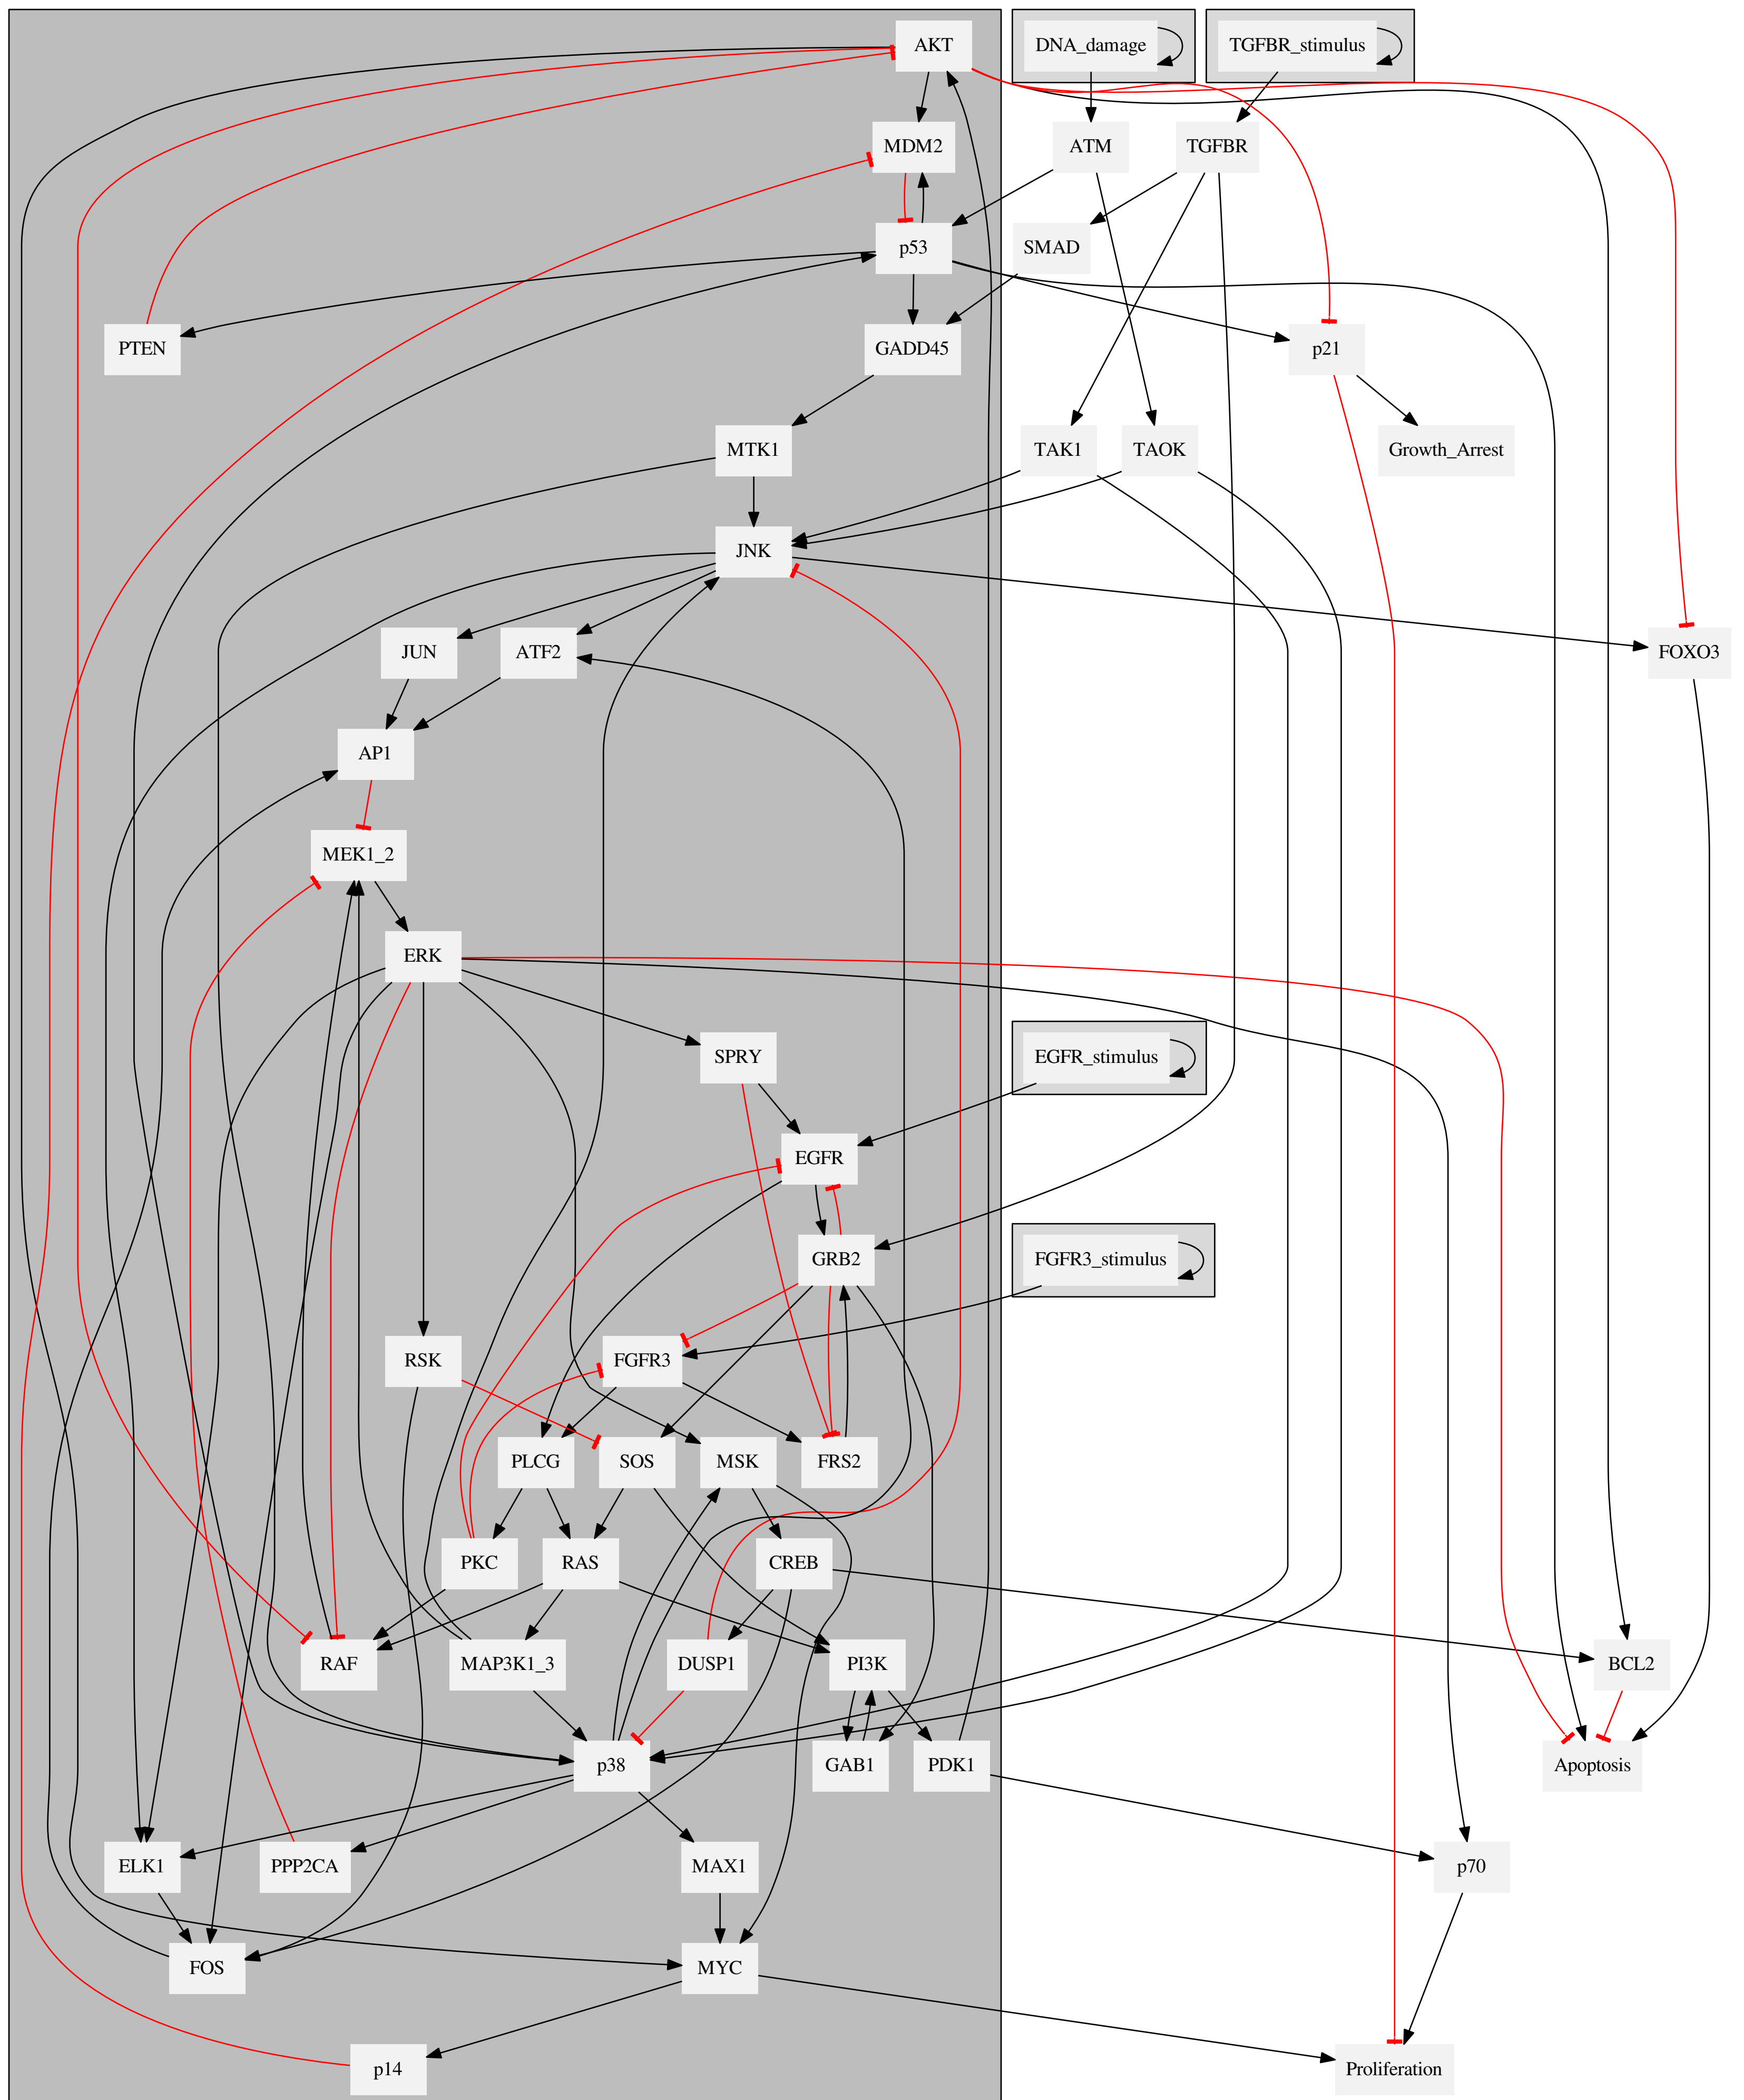 AKT
DNA_damage
TGFBR_stimulus
MDM2
ATM
TGFBR
p53
SMAD
PTEN
GADD45
p21
MTK1
TAK1
TAOK
Growth_Arrest
JNK
JUN
ATF2
FOXO3
AP1
MEK1_2
ERK
SPRY
EGFR_stimulus
EGFR
GRB2
FGFR3_stimulus
RSK
FGFR3
PLCG
SOS
MSK
FRS2
PKC
RAS
CREB
RAF
MAP3K1_3
DUSP1
PI3K
BCL2
p38
GAB1
PDK1
Apoptosis
ELK1
PPP2CA
MAX1
p70
FOS
MYC
p14
Proliferation